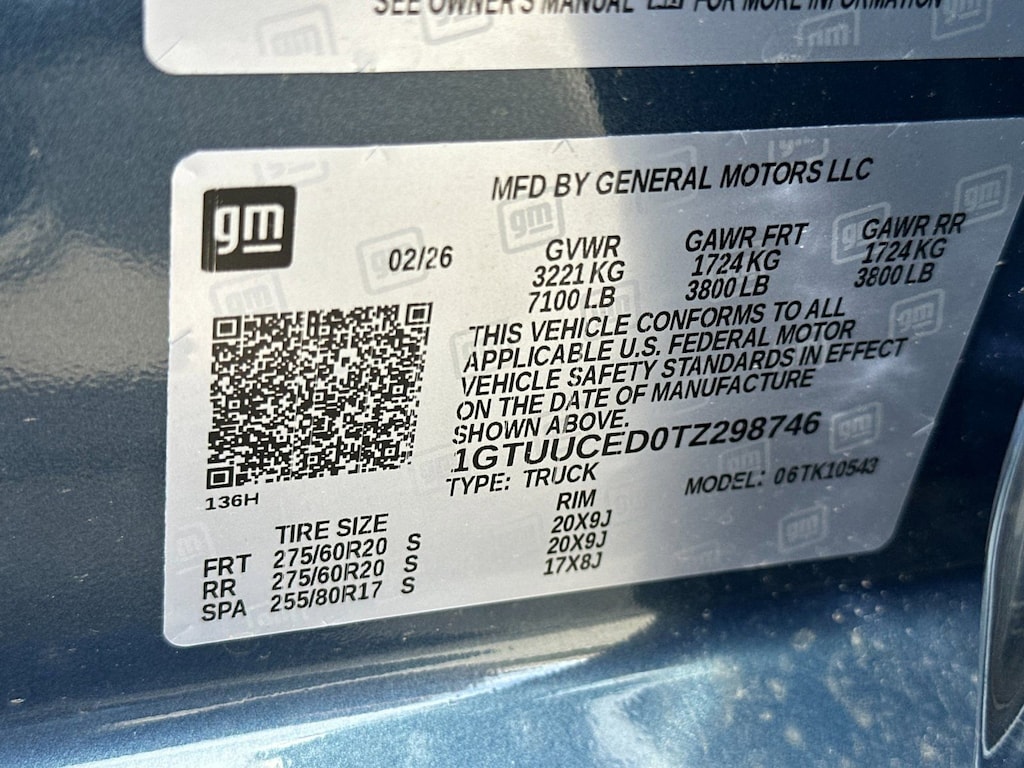 SEE OWNER'S MANUAL FOR MORE INFORMATION
gm
MFD BY GENERAL MOTORS LLC
02/26
GVWR GAWR FRT GAWR RR
3221 KG 1724 KG 1724 KG
7100 LB 3800 LB 3800 LB
THIS VEHICLE CONFORMS TO ALL
APPLICABLE U.S. FEDERAL MOTOR
VEHICLE SAFETY STANDARDS IN EFFECT
ON THE DATE OF MANUFACTURE
SHOWN ABOVE.
1GTUUCED0TZ298746
TYPE: TRUCK MODEL: 06TK10543
136H
TIRE SIZE RIM
FRT 275/60R20 S 20X9J
RR 275/60R20 S 20X9J
SPA 255/80R17 S 17X8J